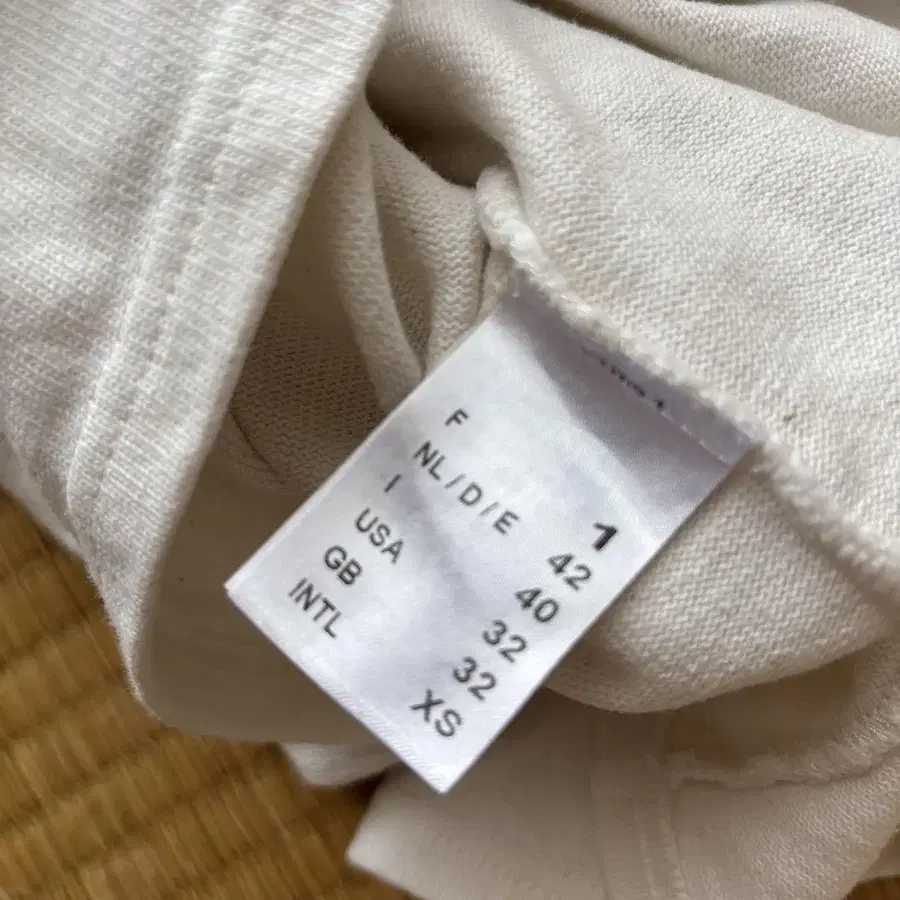 F 1
NL / D / E 42
I 40
USA 32
GB 32
INTL XS